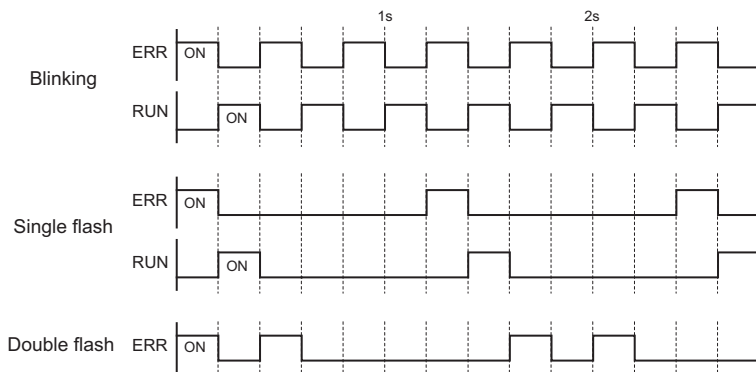 1s 2s
Blinking
ERR ON
RUN ON
Single flash
ERR ON
RUN ON
Double flash ERR ON